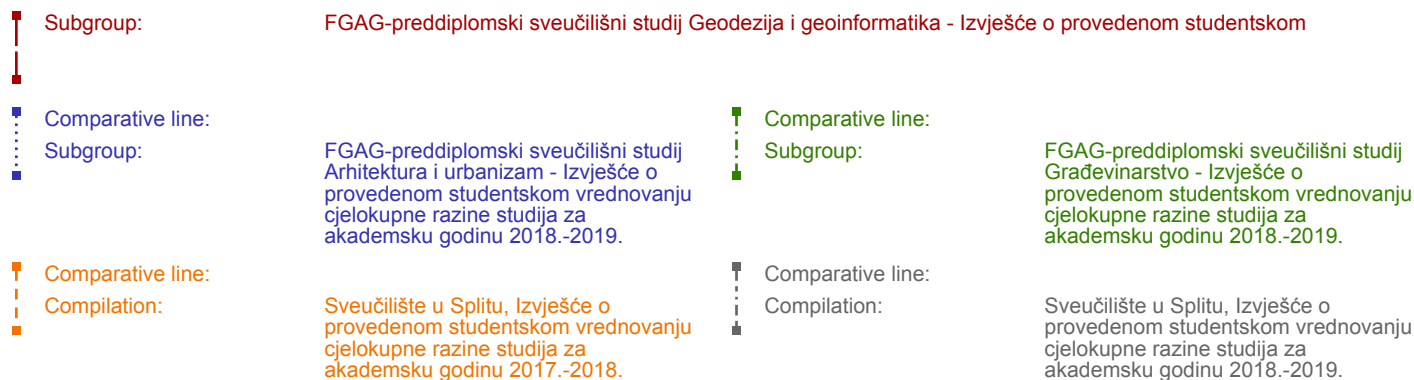 Subgroup: FGAG-preddiplomski sveučilišni studij Geodezija i geoinformatika - Izvješće o provedenom studentskom
Comparative line:
Subgroup: FGAG-preddiplomski sveučilišni studij
Arhitektura i urbanizam - Izvješće o
provedenom studentskom vrednovanju
cjelokupne razine studija za
akademsku godinu 2018.-2019.
Comparative line:
Subgroup: FGAG-preddiplomski sveučilišni studij
Građevinarstvo - Izvješće o
provedenom studentskom vrednovanju
cjelokupne razine studija za
akademsku godinu 2018.-2019.
Comparative line:
Compilation: Sveučilište u Splitu, Izvješće o
provedenom studentskom vrednovanju
cjelokupne razine studija za
akademsku godinu 2017.-2018.
Comparative line:
Compilation: Sveučilište u Splitu, Izvješće o
provedenom studentskom vrednovanju
cjelokupne razine studija za
akademsku godinu 2018.-2019.